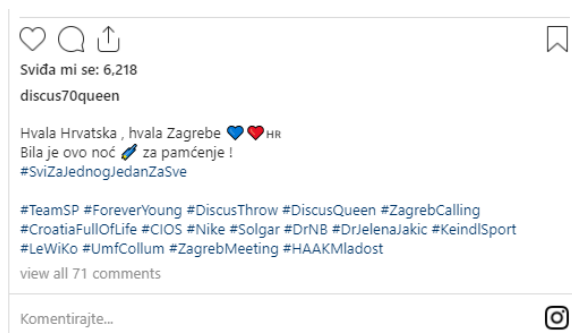 Sviđa mi se: 6,218
discus70queen
Hvala Hrvatska , hvala Zagrebe 💙❤️ HR
Bila je ovo noć 🍾 za pamćenje !
#SviZaJednogJedanZaSve
#TeamSP #ForeverYoung #DiscusThrow #DiscusQueen #ZagrebCalling
#CroatiaFullOfLife #CIOS #Nike #Solgar #DrNB #DrJelenaJakic #KeindlSport
#LeWiKo #UmfCollum #ZagrebMeeting #HAAKMladost
view all 71 comments
Komentirajte...